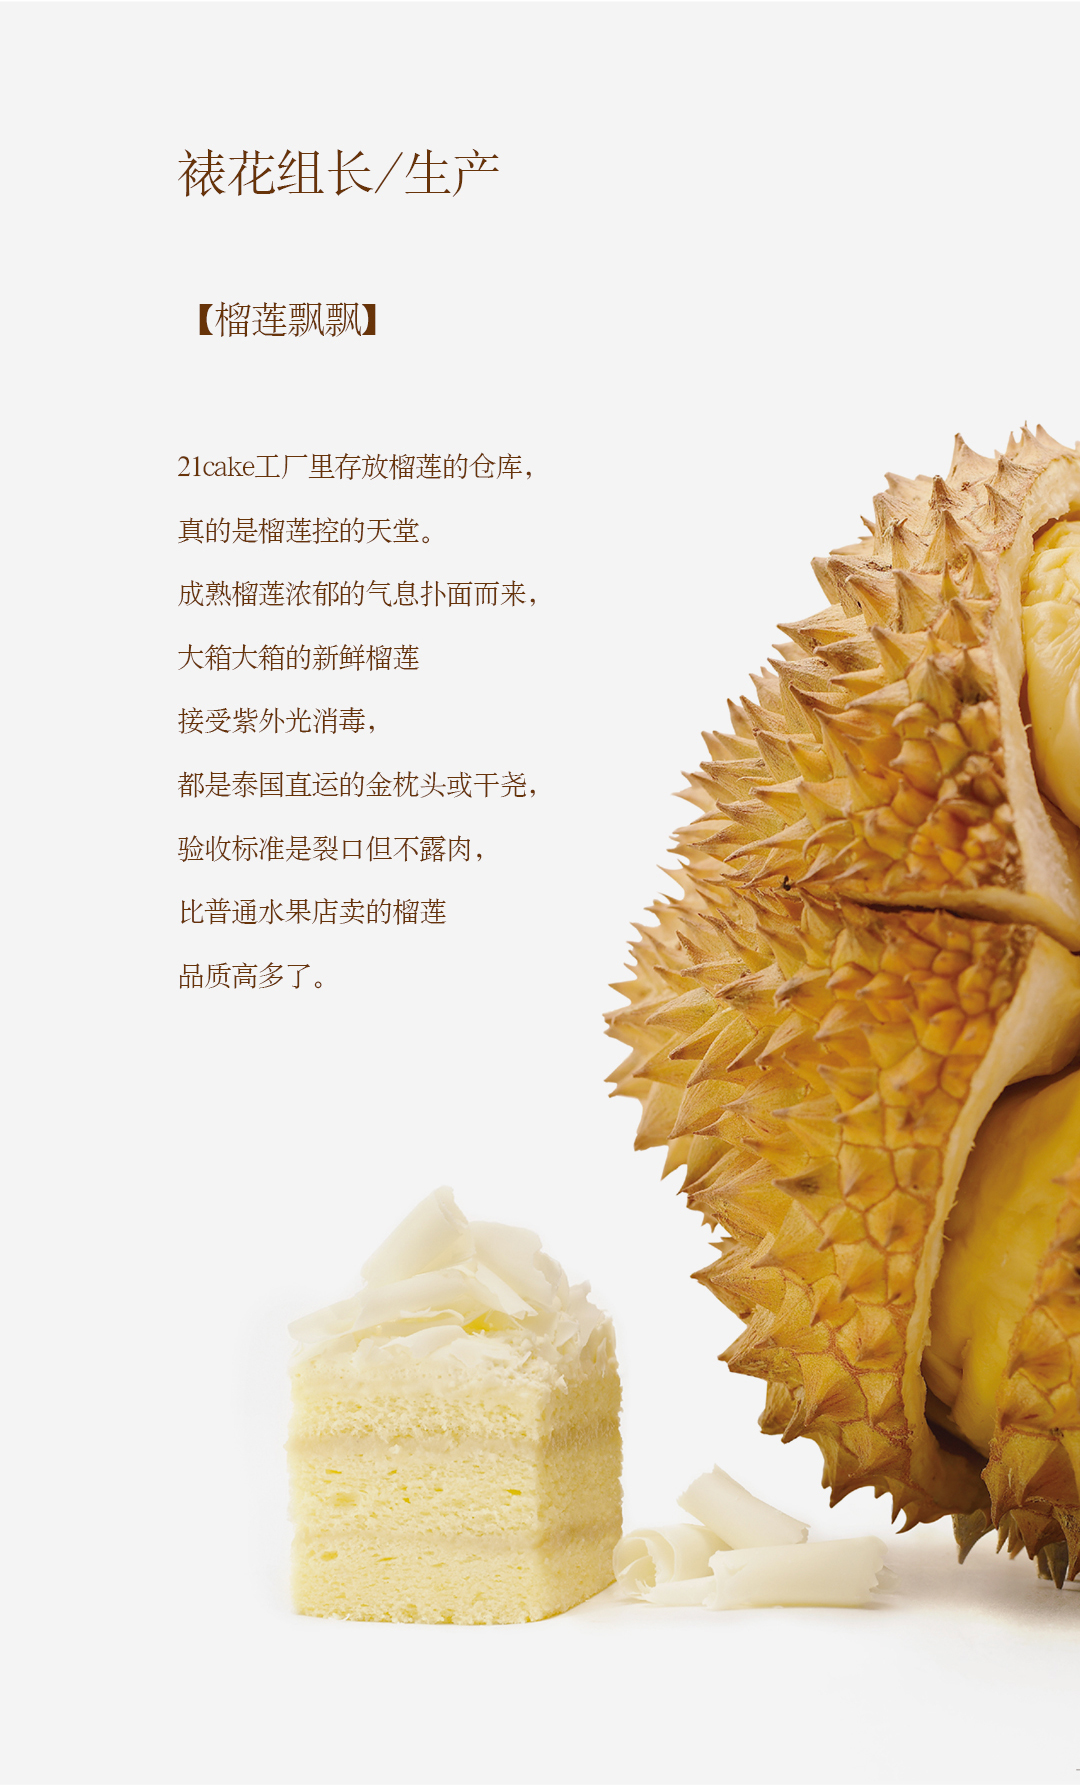 裱花组长/生产
【榴莲飘飘】
21cake工厂里存放榴莲的仓库，
真的是榴莲控的天堂。
成熟榴莲浓郁的气息扑面而来，
大箱大箱的新鲜榴莲
接受紫外光消毒，
都是泰国直运的金枕头或干尧，
验收标准是裂口但不露肉，
比普通水果店卖的榴莲
品质高多了。